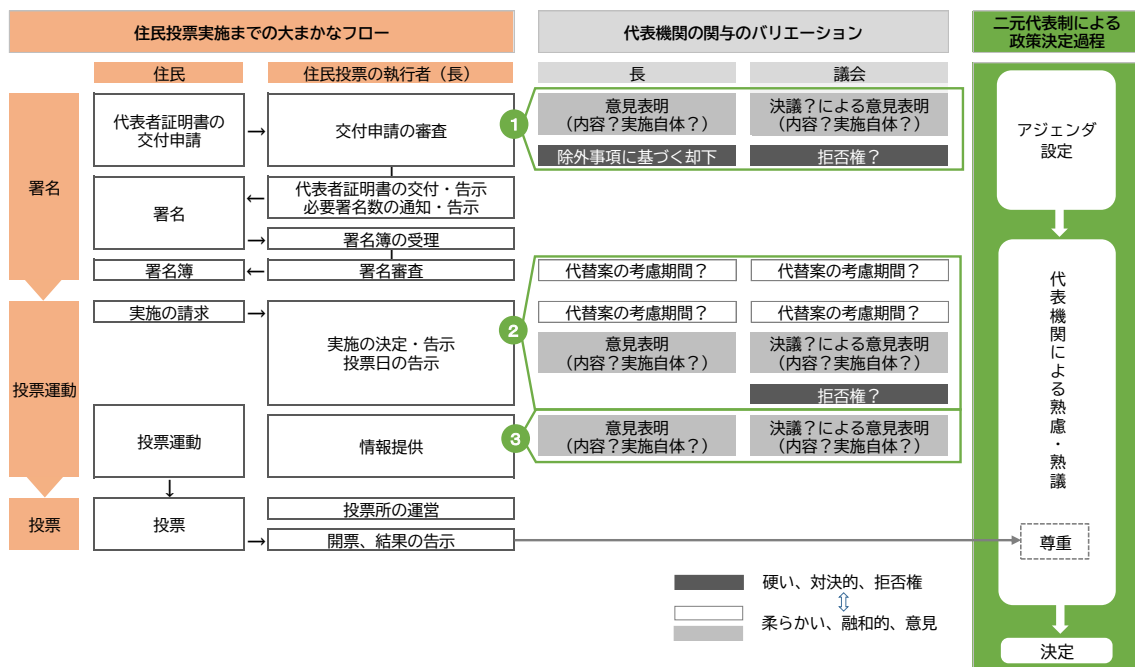 住民投票実施までの大まかなフロー
代表機関の関与のバリエーション
二元代表制による
政策決定過程
住民
住民投票の執行者（長）
長
議会
署名
代表者証明書の
交付申請
→
交付申請の審査
1
意見表明
（内容？実施自体？）
決議？による意見表明
（内容？実施自体？）
除外事項に基づく却下
拒否権？
アジェンダ
設定
署名
←
代表者証明書の交付・告示
必要署名数の通知・告示
→
署名簿の受理
署名簿
←
署名審査
代替案の考慮期間？
代替案の考慮期間？
投票運動
実施の請求
→
実施の決定・告示
投票日の告示
2
代替案の考慮期間？
代替案の考慮期間？
意見表明
（内容？実施自体？）
決議？による意見表明
（内容？実施自体？）
拒否権？
代表機関による熟慮・熟議
投票運動
情報提供
3
意見表明
（内容？実施自体？）
決議？による意見表明
（内容？実施自体？）
↓
投票
投票
投票所の運営
→
開票、結果の告示
尊重
硬い、対決的、拒否権
⇕
柔らかい、融和的、意見
決定